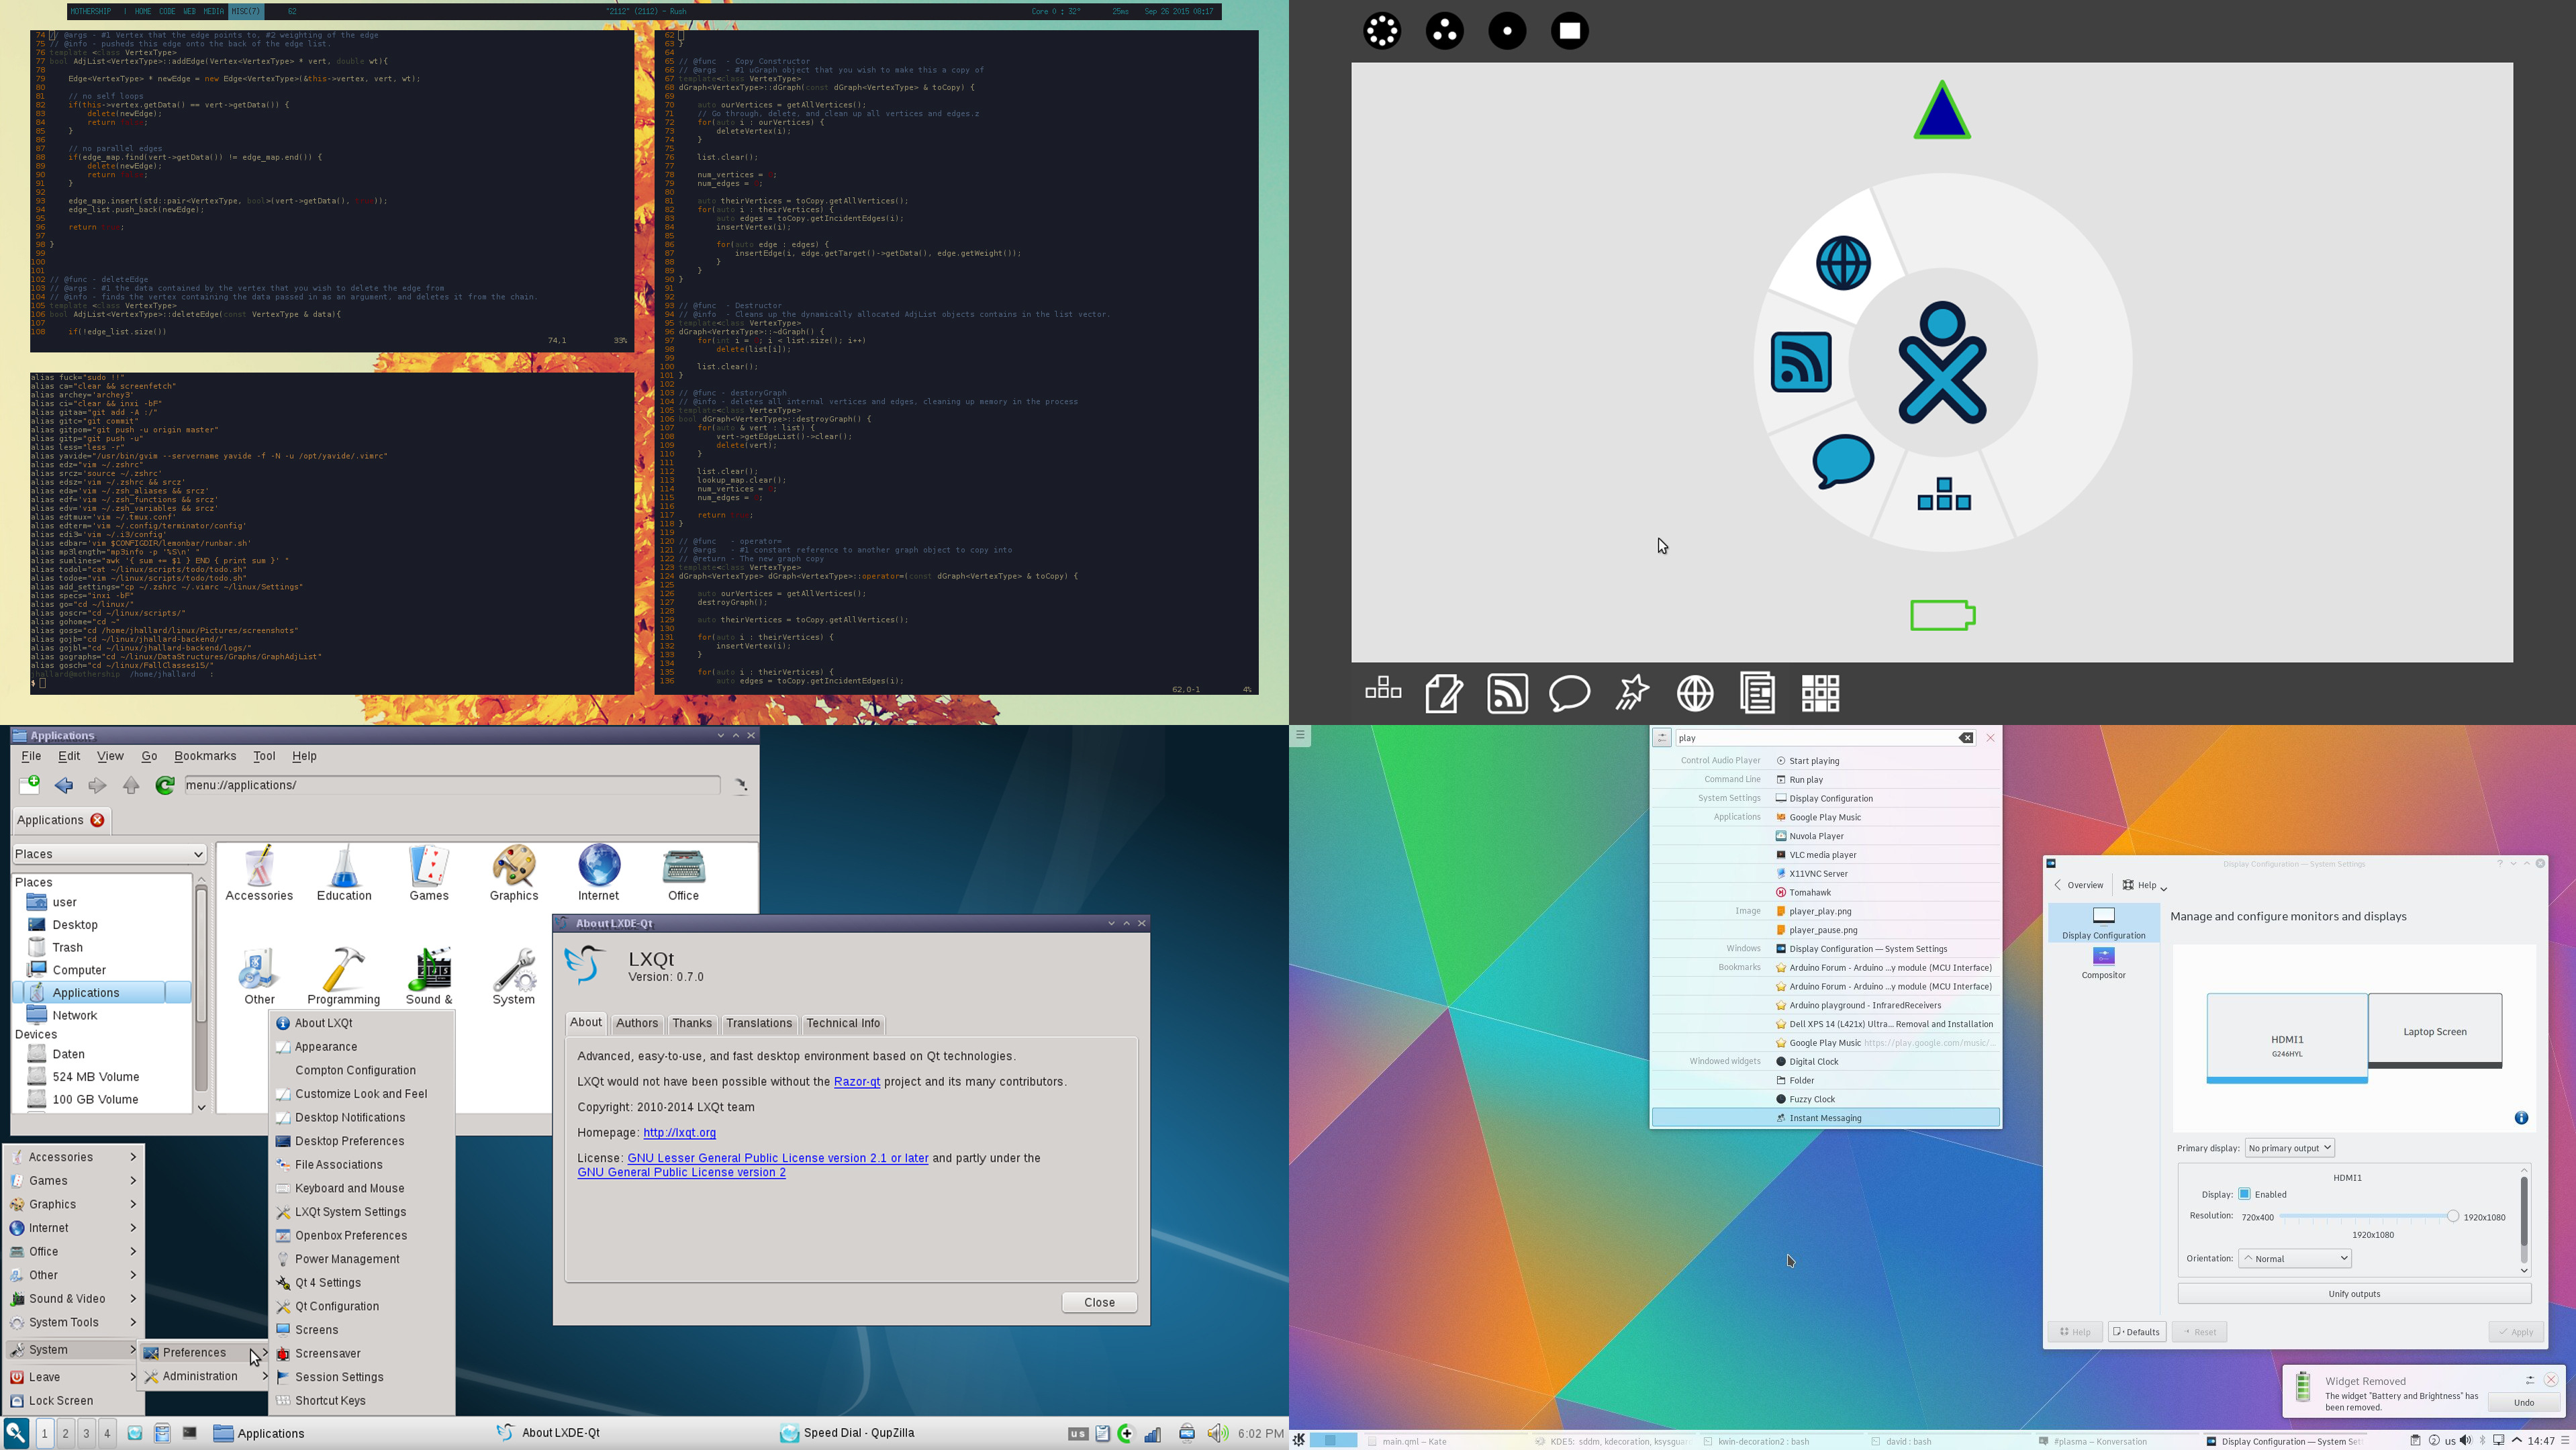 MOTHERSHIP | HOME CODE WEB MEDIA MISC(7) 62 "2112" (2112) - Rush Core 0 : 32° 25ms Sep 26 2015 08:17
74 // @args - #1 Vertex that the edge points to, #2 weighting of the edge
75 // @info - pusheds this edge onto the back of the edge list.
76 template <class VertexType>
77 bool AdjList<VertexType>::addEdge(Vertex<VertexType> * vert, double wt){
78
79 Edge<VertexType> * newEdge = new Edge<VertexType>(&this->vertex, vert, wt);
80
81 // no self loops
82 if(this->vertex.getData() == vert->getData()) {
83 delete(newEdge);
84 return ;
85 }
86
87 // no parallel edges
88 if(edge_map.find(vert->getData()) != edge_map.end()) {
89 delete(newEdge);
90 return ;
91 }
92
93 edge_map.insert(std::pair<VertexType, bool>(vert->getData(), ));
94 edge_list.push_back(newEdge);
95
96 return ;
97
98 }
99
100
101
102 // @func - deleteEdge
103 // @args - #1 the data contained by the vertex that you wish to delete the edge from
104 // @info - finds the vertex containing the data passed in as an argument, and deletes it from the chain.
105 template <class VertexType>
106 bool AdjList<VertexType>::deleteEdge(const VertexType & data){
107
108 if(!edge_list.size())
74,1 33%
alias fuck="sudo !!"
alias ca="clear && screenfetch"
alias archey='archey3'
alias ci="clear && inxi -bF"
alias gitaa="git add -A :/"
alias gitc="git commit"
alias gitpom="git push -u origin master"
alias gitp="git push -u"
alias less="less -r"
alias yavide="/usr/bin/gvim --servername yavide -f -N -u /opt/yavide/.vimrc"
alias edz="vim ~/.zshrc"
alias srcz='source ~/.zshrc'
alias edsz='vim ~/.zshrc && srcz'
alias eda='vim ~/.zsh_aliases && srcz'
alias edf='vim ~/.zsh_functions && srcz'
alias edv='vim ~/.zsh_variables && srcz'
alias edtmux='vim ~/.tmux.conf'
alias edterm='vim ~/.config/terminator/config'
alias edi3='vim ~/.i3/config'
alias edbar='vim $CONFIGDIR/lemonbar/runbar.sh'
alias mp3length="mp3info -p '%S\n' "
alias sumlines="awk '{ sum += $1 } END { print sum }' "
alias todol="cat ~/linux/scripts/todo/todo.sh"
alias todoe="vim ~/linux/scripts/todo/todo.sh"
alias add_settings="cp ~/.zshrc ~/.vimrc ~/linux/Settings"
alias specs="inxi -bF"
alias go="cd ~/linux/"
alias goscr="cd ~/linux/scripts/"
alias gohome="cd ~"
alias goss="cd /home/jhallard/linux/Pictures/screenshots"
alias gojb="cd ~/linux/jhallard-backend/"
alias gojbl="cd ~/linux/jhallard-backend/logs/"
alias gographs="cd ~/linux/DataStructures/Graphs/GraphAdjList"
alias gosch="cd ~/linux/FallClasses15/"
jhallard@mothership /home/jhallard :
$
62
63 }
64
65 // @func - Copy Constructor
66 // @args - #1 uGraph object that you wish to make this a copy of
67 template<class VertexType>
68 dGraph<VertexType>::dGraph(const dGraph<VertexType> & toCopy) {
69
70 auto ourVertices = getAllVertices();
71 // Go through, delete, and clean up all vertices and edges.z
72 for(auto i : ourVertices) {
73 deleteVertex(i);
74 }
75
76 list.clear();
77
78 num_vertices = ;
79 num_edges = ;
80
81 auto theirVertices = toCopy.getAllVertices();
82 for(auto i : theirVertices) {
83 auto edges = toCopy.getIncidentEdges(i);
84 insertVertex(i);
85
86 for(auto edge : edges) {
87 insertEdge(i, edge.getTarget()->getData(), edge.getWeight());
88 }
89 }
90 }
91
92
93 // @func - Destructor
94 // @info - Cleans up the dynamically allocated AdjList objects contains in the list vector.
95 template<class VertexType>
96 dGraph<VertexType>::~dGraph() {
97 for(int i = ; i < list.size(); i++)
98 delete(list[i]);
99
100 list.clear();
101 }
102
103 // @func - destoryGraph
104 // @info - deletes all internal vertices and edges, cleaning up memory in the process
105 template<class VertexType>
106 bool dGraph<VertexType>::destroyGraph() {
107 for(auto & vert : list) {
108 vert->getEdgeList()->clear();
109 delete(vert);
110 }
111
112 list.clear();
113 lookup_map.clear();
114 num_vertices = ;
115 num_edges = ;
116
117 return ;
118 }
119
120 // @func - operator=
121 // @args - #1 constant reference to another graph object to copy into
122 // @return - The new graph copy
123 template<class VertexType>
124 dGraph<VertexType> dGraph<VertexType>::operator=(const dGraph<VertexType> & toCopy) {
125
126 auto ourVertices = getAllVertices();
127 destroyGraph();
128
129 auto theirVertices = toCopy.getAllVertices();
130
131 for(auto i : theirVertices) {
132 insertVertex(i);
133 }
134
135 for(auto i : theirVertices) {
136 auto edges = toCopy.getIncidentEdges(i);
62,0-1 4%
Applications
File Edit View Go Bookmarks Tool Help
menu://applications/
Applications
Places
Places
user
Desktop
Trash
Computer
Applications
Network
Devices
Daten
524 MB Volume
100 GB Volume
Accessories Education Games Graphics Internet Office
Other Programming Sound & System
About LXDE-Qt
LXQt
Version: 0.7.0
About Authors Thanks Translations Technical Info
Advanced, easy-to-use, and fast desktop environment based on Qt technologies.
LXQt would not have been possible without the Razor-qt project and its many contributors.
Copyright: 2010-2014 LXQt team
Homepage: http://lxqt.org
License: GNU Lesser General Public License version 2.1 or later and partly under the
GNU General Public License version 2
Close
Accessories
Games
Graphics
Internet
Office
Other
Sound & Video
System Tools
System
Leave
Lock Screen
Preferences
Administration
About LXQt
Appearance
Compton Configuration
Customize Look and Feel
Desktop Notifications
Desktop Preferences
File Associations
Keyboard and Mouse
LXQt System Settings
Openbox Preferences
Power Management
Qt 4 Settings
Qt Configuration
Screens
Screensaver
Session Settings
Shortcut Keys
1 2 3 4 Applications About LXDE-Qt Speed Dial - QupZilla us 6:02 PM
play
Control Audio Player Start playing
Command Line Run play
System Settings Display Configuration
Applications Google Play Music
Nuvola Player
VLC media player
X11VNC Server
Tomahawk
Image player_play.png
player_pause.png
Windows Display Configuration — System Settings
Bookmarks Arduino Forum - Arduino ...y module (MCU Interface)
Arduino Forum - Arduino ...y module (MCU Interface)
Arduino playground - InfraredReceivers
Dell XPS 14 (L421x) Ultra... Removal and Installation
Google Play Music https://play.google.com/music/...
Windowed widgets Digital Clock
Folder
Fuzzy Clock
Instant Messaging
Display Configuration — System Settings
Overview Help
Display Configuration
Compositor
Manage and configure monitors and displays
HDMI1
G246HYL
Laptop Screen
Primary display: No primary output
HDMI1
Display: Enabled
Resolution: 720x400 1920x1080
1920x1080
Orientation: Normal
Unify outputs
Help Defaults Reset Apply
Widget Removed
The widget "Battery and Brightness" has
been removed.
Undo
main.qml – Kate KDE5: sddm, kdecoration, ksysguar kwin-decoration2 : bash david : bash #plasma – Konversation Display Configuration — System Set 2 us 14:47